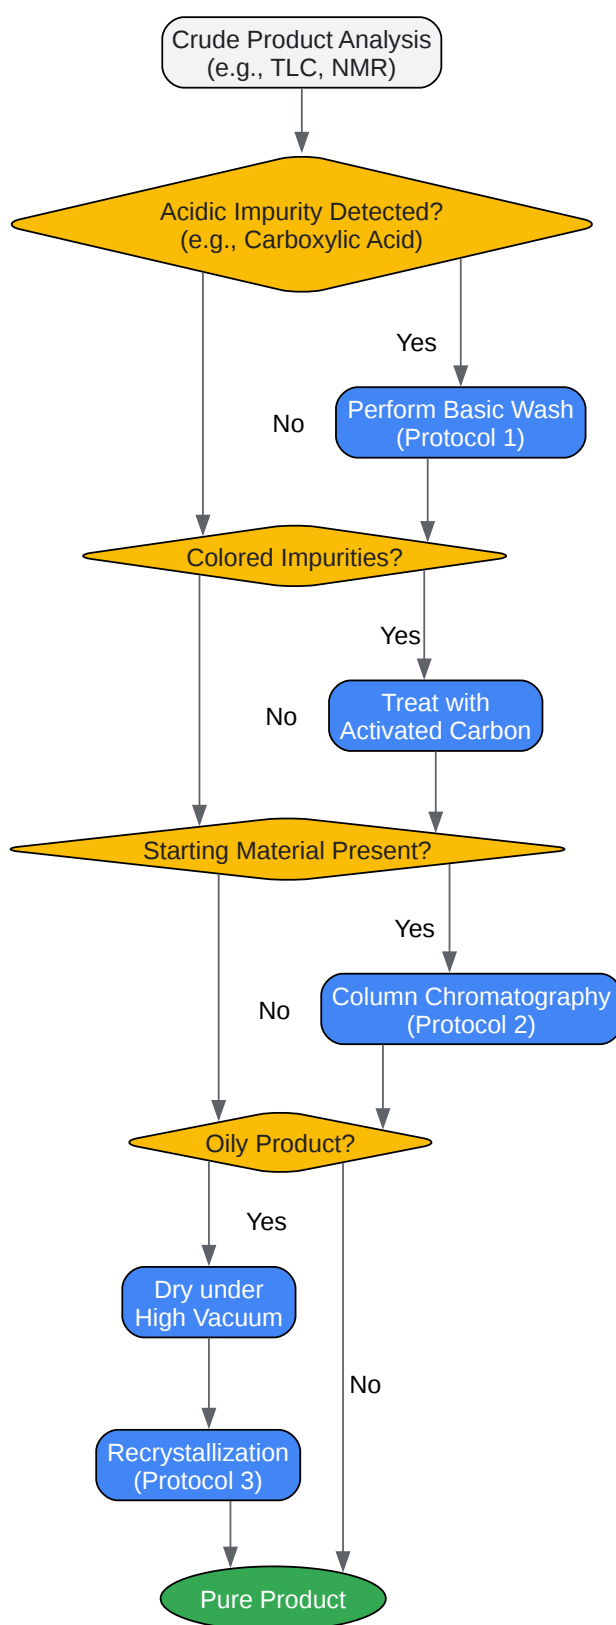 Crude Product Analysis
(e.g., TLC, NMR)
Acidic Impurity Detected?
(e.g., Carboxylic Acid)
Yes
Perform Basic Wash
(Protocol 1)
No
Colored Impurities?
Yes
Treat with
Activated Carbon
No
Starting Material Present?
Yes
Column Chromatography
(Protocol 2)
No
Oily Product?
Yes
Dry under
High Vacuum
No
Recrystallization
(Protocol 3)
Pure Product